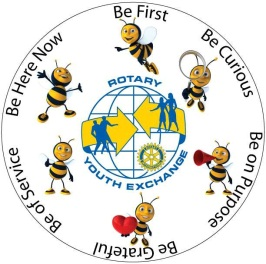 Be First
Be Curious
Be on Purpose
Be Grateful
Be of Service
Be Here Now
ROTARY
YOUTH EXCHANGE